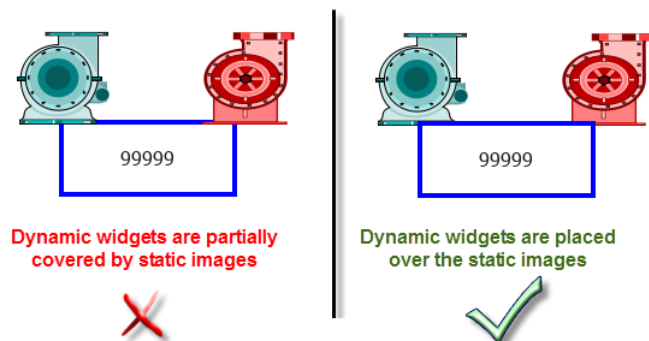 99999
Dynamic widgets are partially
covered by static images
99999
Dynamic widgets are placed
over the static images